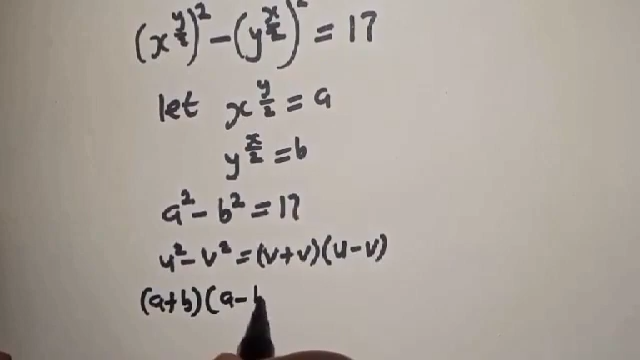 (x^{y/2})^2 - (y^{x/2})^2 = 17
let x^{y/2} = a
y^{x/2} = b
a^2 - b^2 = 17
u^2 - v^2 = (v+v)(u-v)
(a+b)(a-b